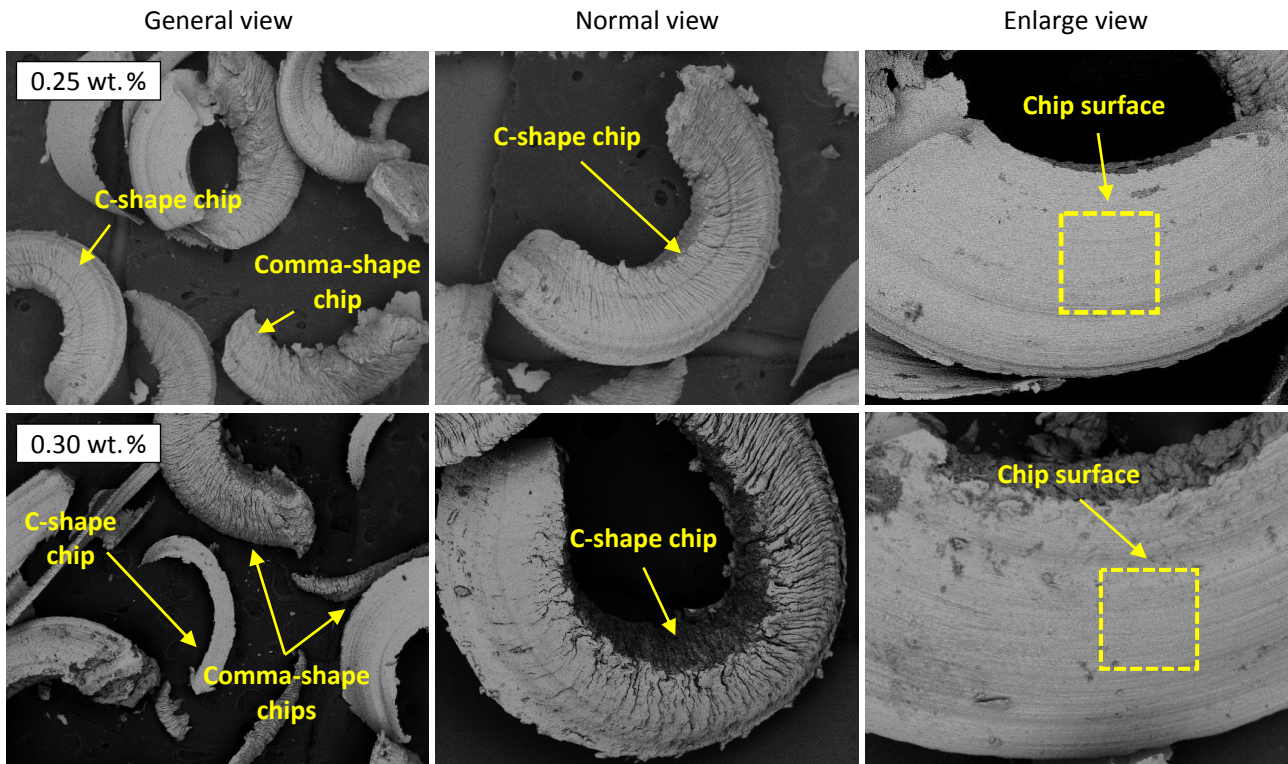 General view
Normal view
Enlarge view
0.25 wt.%
C-shape chip
Comma-shape
chip
C-shape chip
Chip surface
0.30 wt.%
C-shape
chip
Comma-shape
chips
C-shape chip
Chip surface